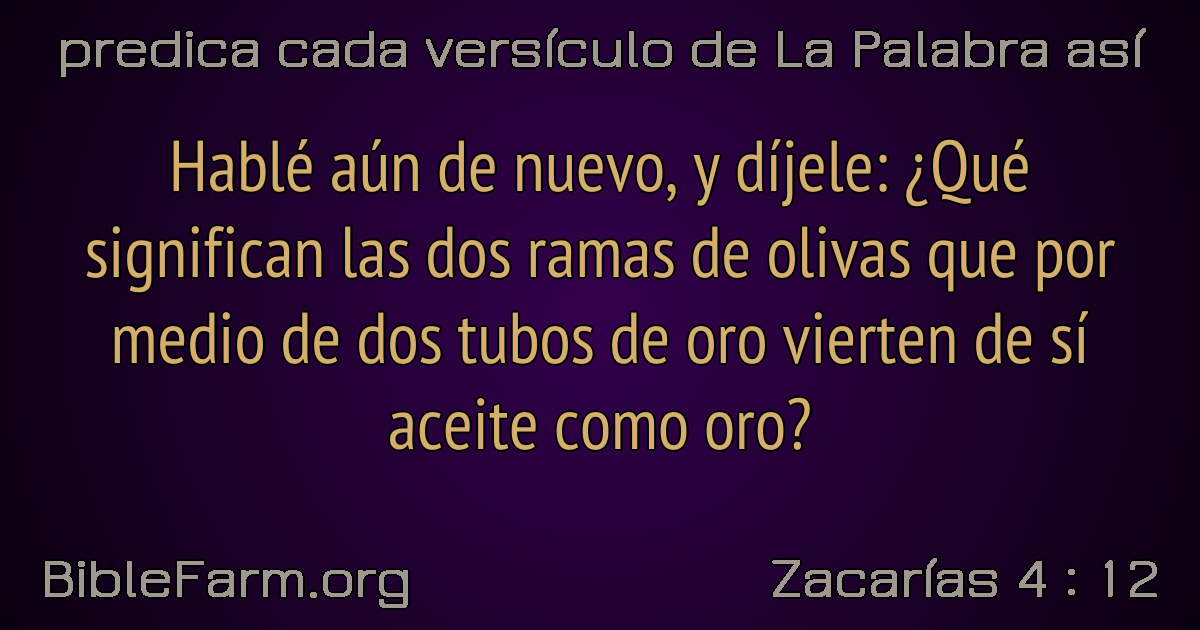 predica cada versículo de La Palabra así
Hablé aún de nuevo, y díjele: ¿Qué
significan las dos ramas de olivas que por
medio de dos tubos de oro vierten de sí
aceite como oro?
BibleFarm.org
Zacarías 4 : 12